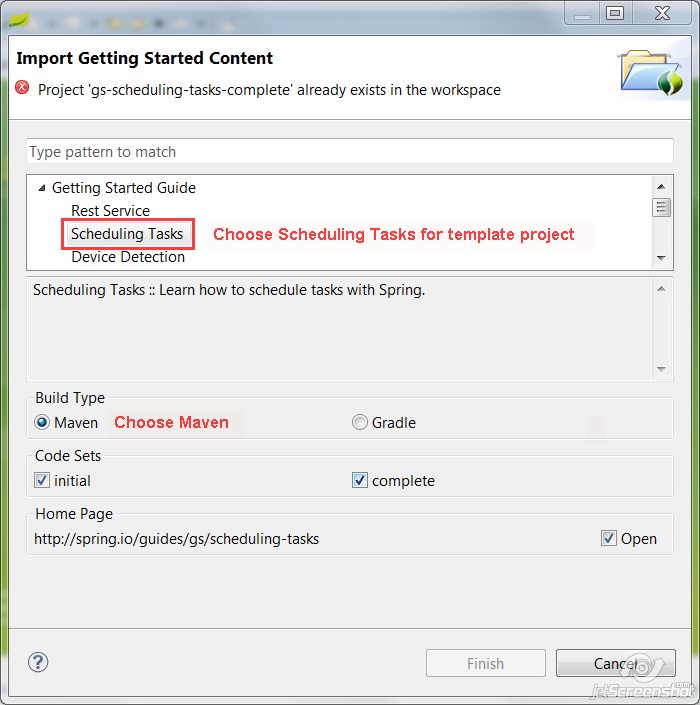 Import Getting Started Content
Project 'gs-scheduling-tasks-complete' already exists in the workspace
Type pattern to match
Getting Started Guide
Rest Service
Scheduling Tasks Choose Scheduling Tasks for template project
Device Detection
Scheduling Tasks :: Learn how to schedule tasks with Spring.
Build Type
Maven Choose Maven Gradle
Code Sets
initial complete
Home Page
http://spring.io/guides/gs/scheduling-tasks Open
? Finish Cancel
jetScreenshot
.com